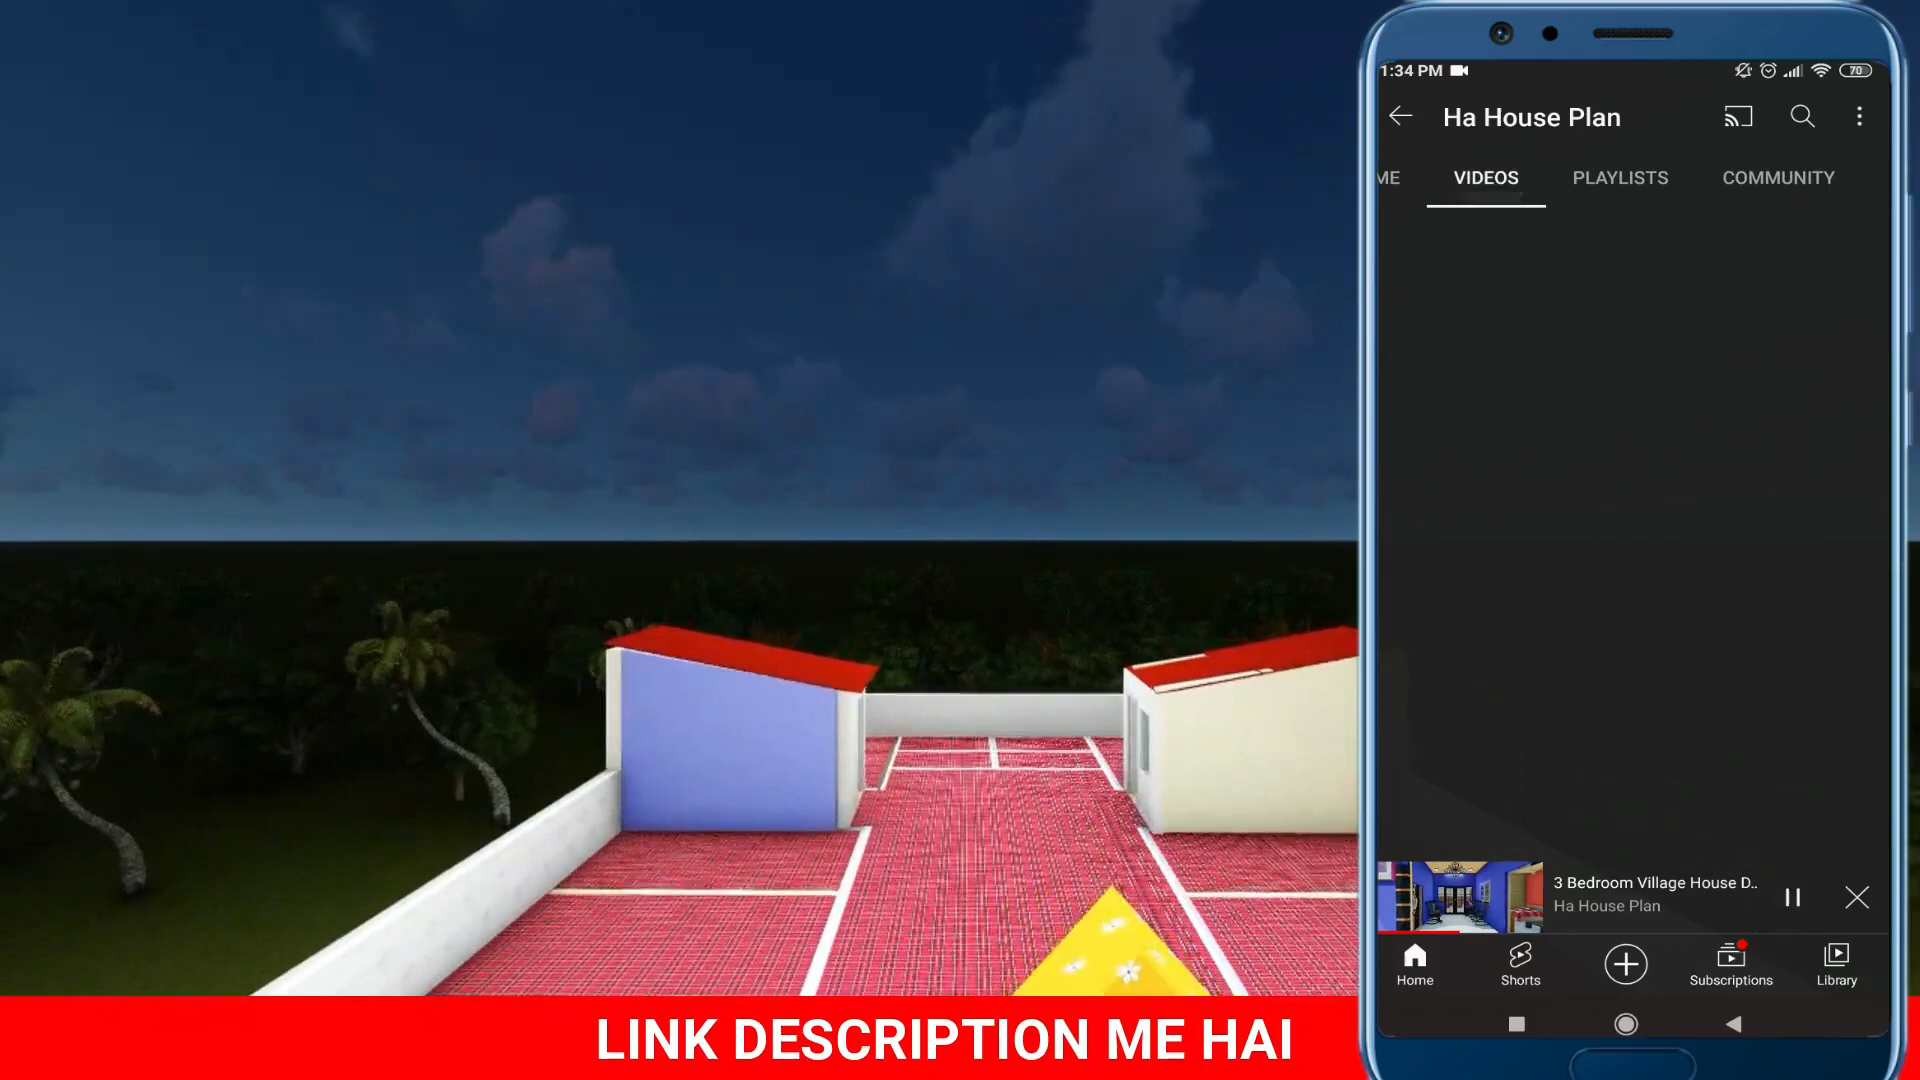 1:34 PM
70
Ha House Plan
ME
VIDEOS
PLAYLISTS
COMMUNITY
3 Bedroom Village House D..
Ha House Plan
Home
Shorts
Subscriptions
Library
LINK DESCRIPTION ME HAI